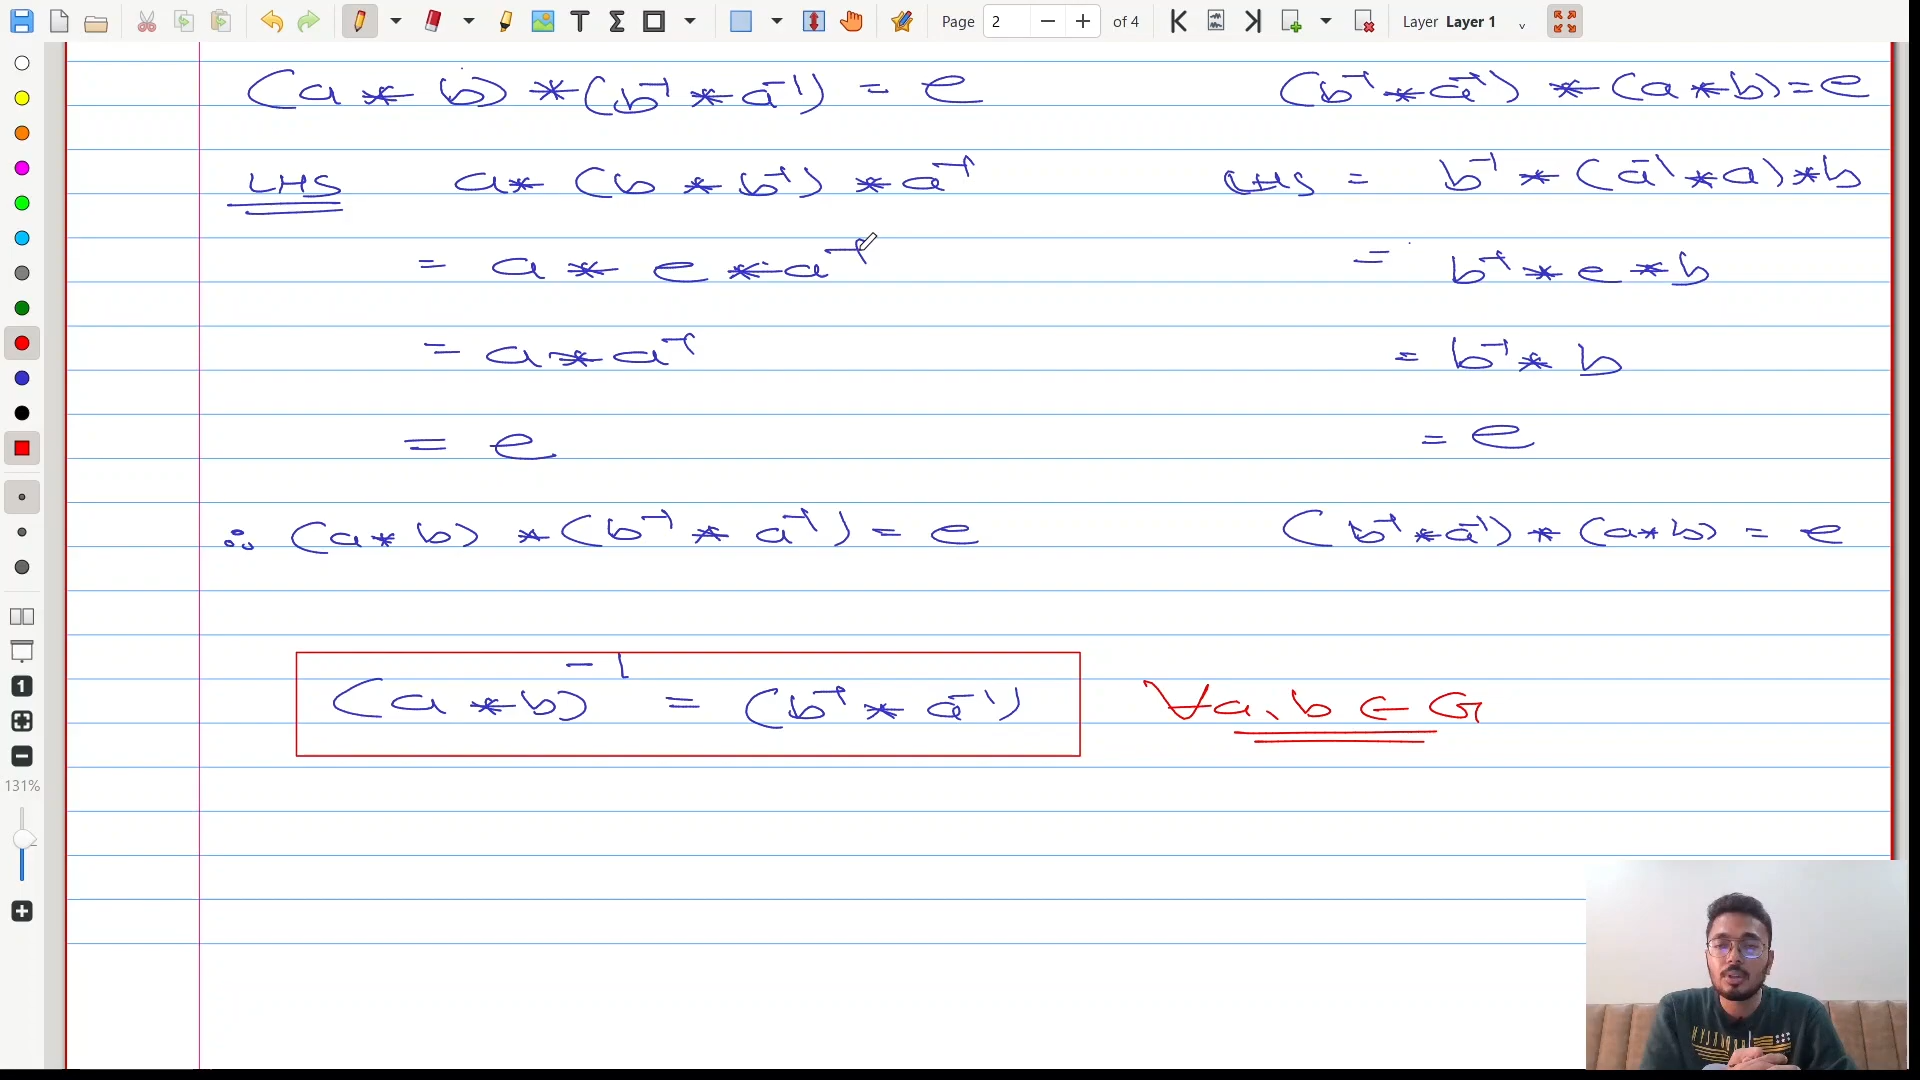 Page 2 of 4 Layer Layer 1
(a * b) * (b⁻¹ * a⁻¹) = e
(b⁻¹ * a⁻¹) * (a * b) = e
LHS a * (b * b⁻¹) * a⁻¹
LHS = b⁻¹ * (a⁻¹ * a) * b
= a * e * a⁻¹
= b⁻¹ * e * b
= a * a⁻¹
= b⁻¹ * b
= e
= e
∴ (a * b) * (b⁻¹ * a⁻¹) = e
(b⁻¹ * a⁻¹) * (a * b) = e
(a * b)⁻¹ = (b⁻¹ * a⁻¹)
∀ a, b ∈ G
131%